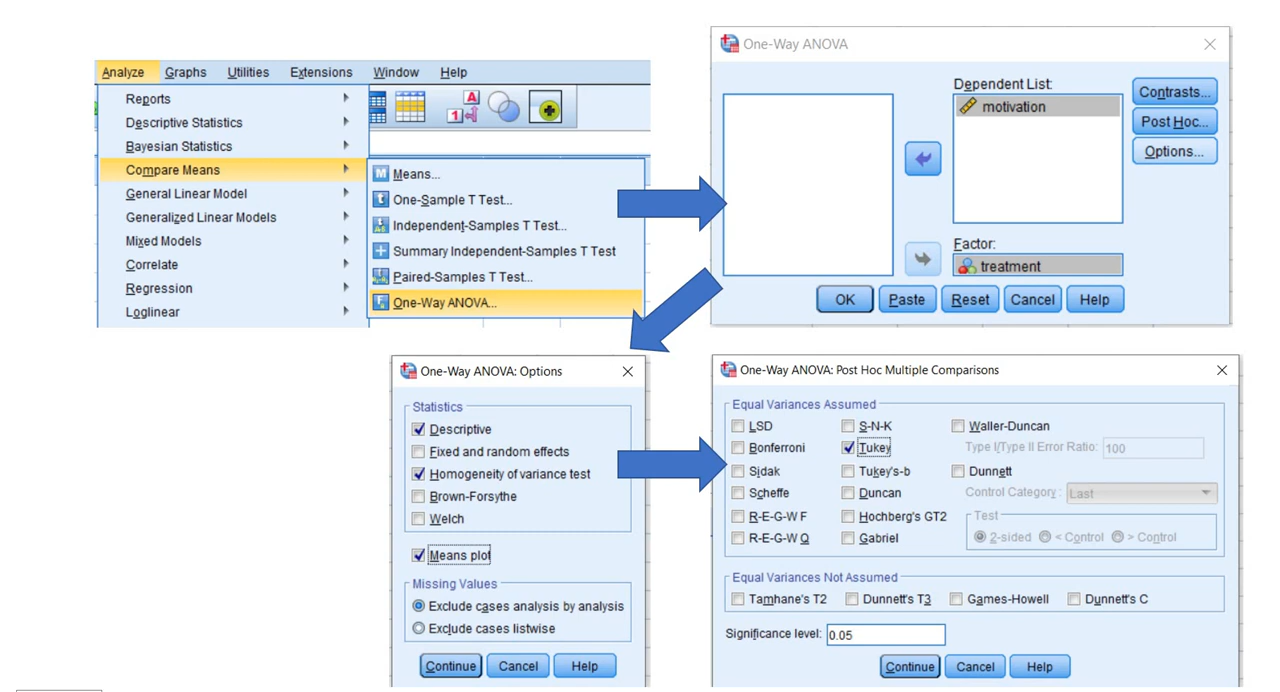 Analyze Graphs Utilities Extensions Window Help
Reports
Descriptive Statistics
Bayesian Statistics
Compare Means
General Linear Model
Generalized Linear Models
Mixed Models
Correlate
Regression
Loglinear
A
1
M Means...
t One-Sample T Test...
Independent-Samples T Test...
Summary Independent-Samples T Test
Paired-Samples T Test...
One-Way ANOVA...
One-Way ANOVA
Dependent List:
motivation
Contrasts...
Post Hoc...
Options...
Factor:
treatment
OK Paste Reset Cancel Help
One-Way ANOVA: Options
Statistics
Descriptive
Fixed and random effects
Homogeneity of variance test
Brown-Forsythe
Welch
Means plot
Missing Values
Exclude cases analysis by analysis
Exclude cases listwise
Continue Cancel Help
One-Way ANOVA: Post Hoc Multiple Comparisons
Equal Variances Assumed
LSD S-N-K Waller-Duncan
Bonferroni Tukey Type I/Type II Error Ratio: 100
Sidak Tukey's-b Dunnett
Scheffe Duncan Control Category: Last
R-E-G-W F Hochberg's GT2 Test
R-E-G-W Q Gabriel 2-sided < Control > Control
Equal Variances Not Assumed
Tamhane's T2 Dunnett's T3 Games-Howell Dunnett's C
Significance level: 0.05
Continue Cancel Help